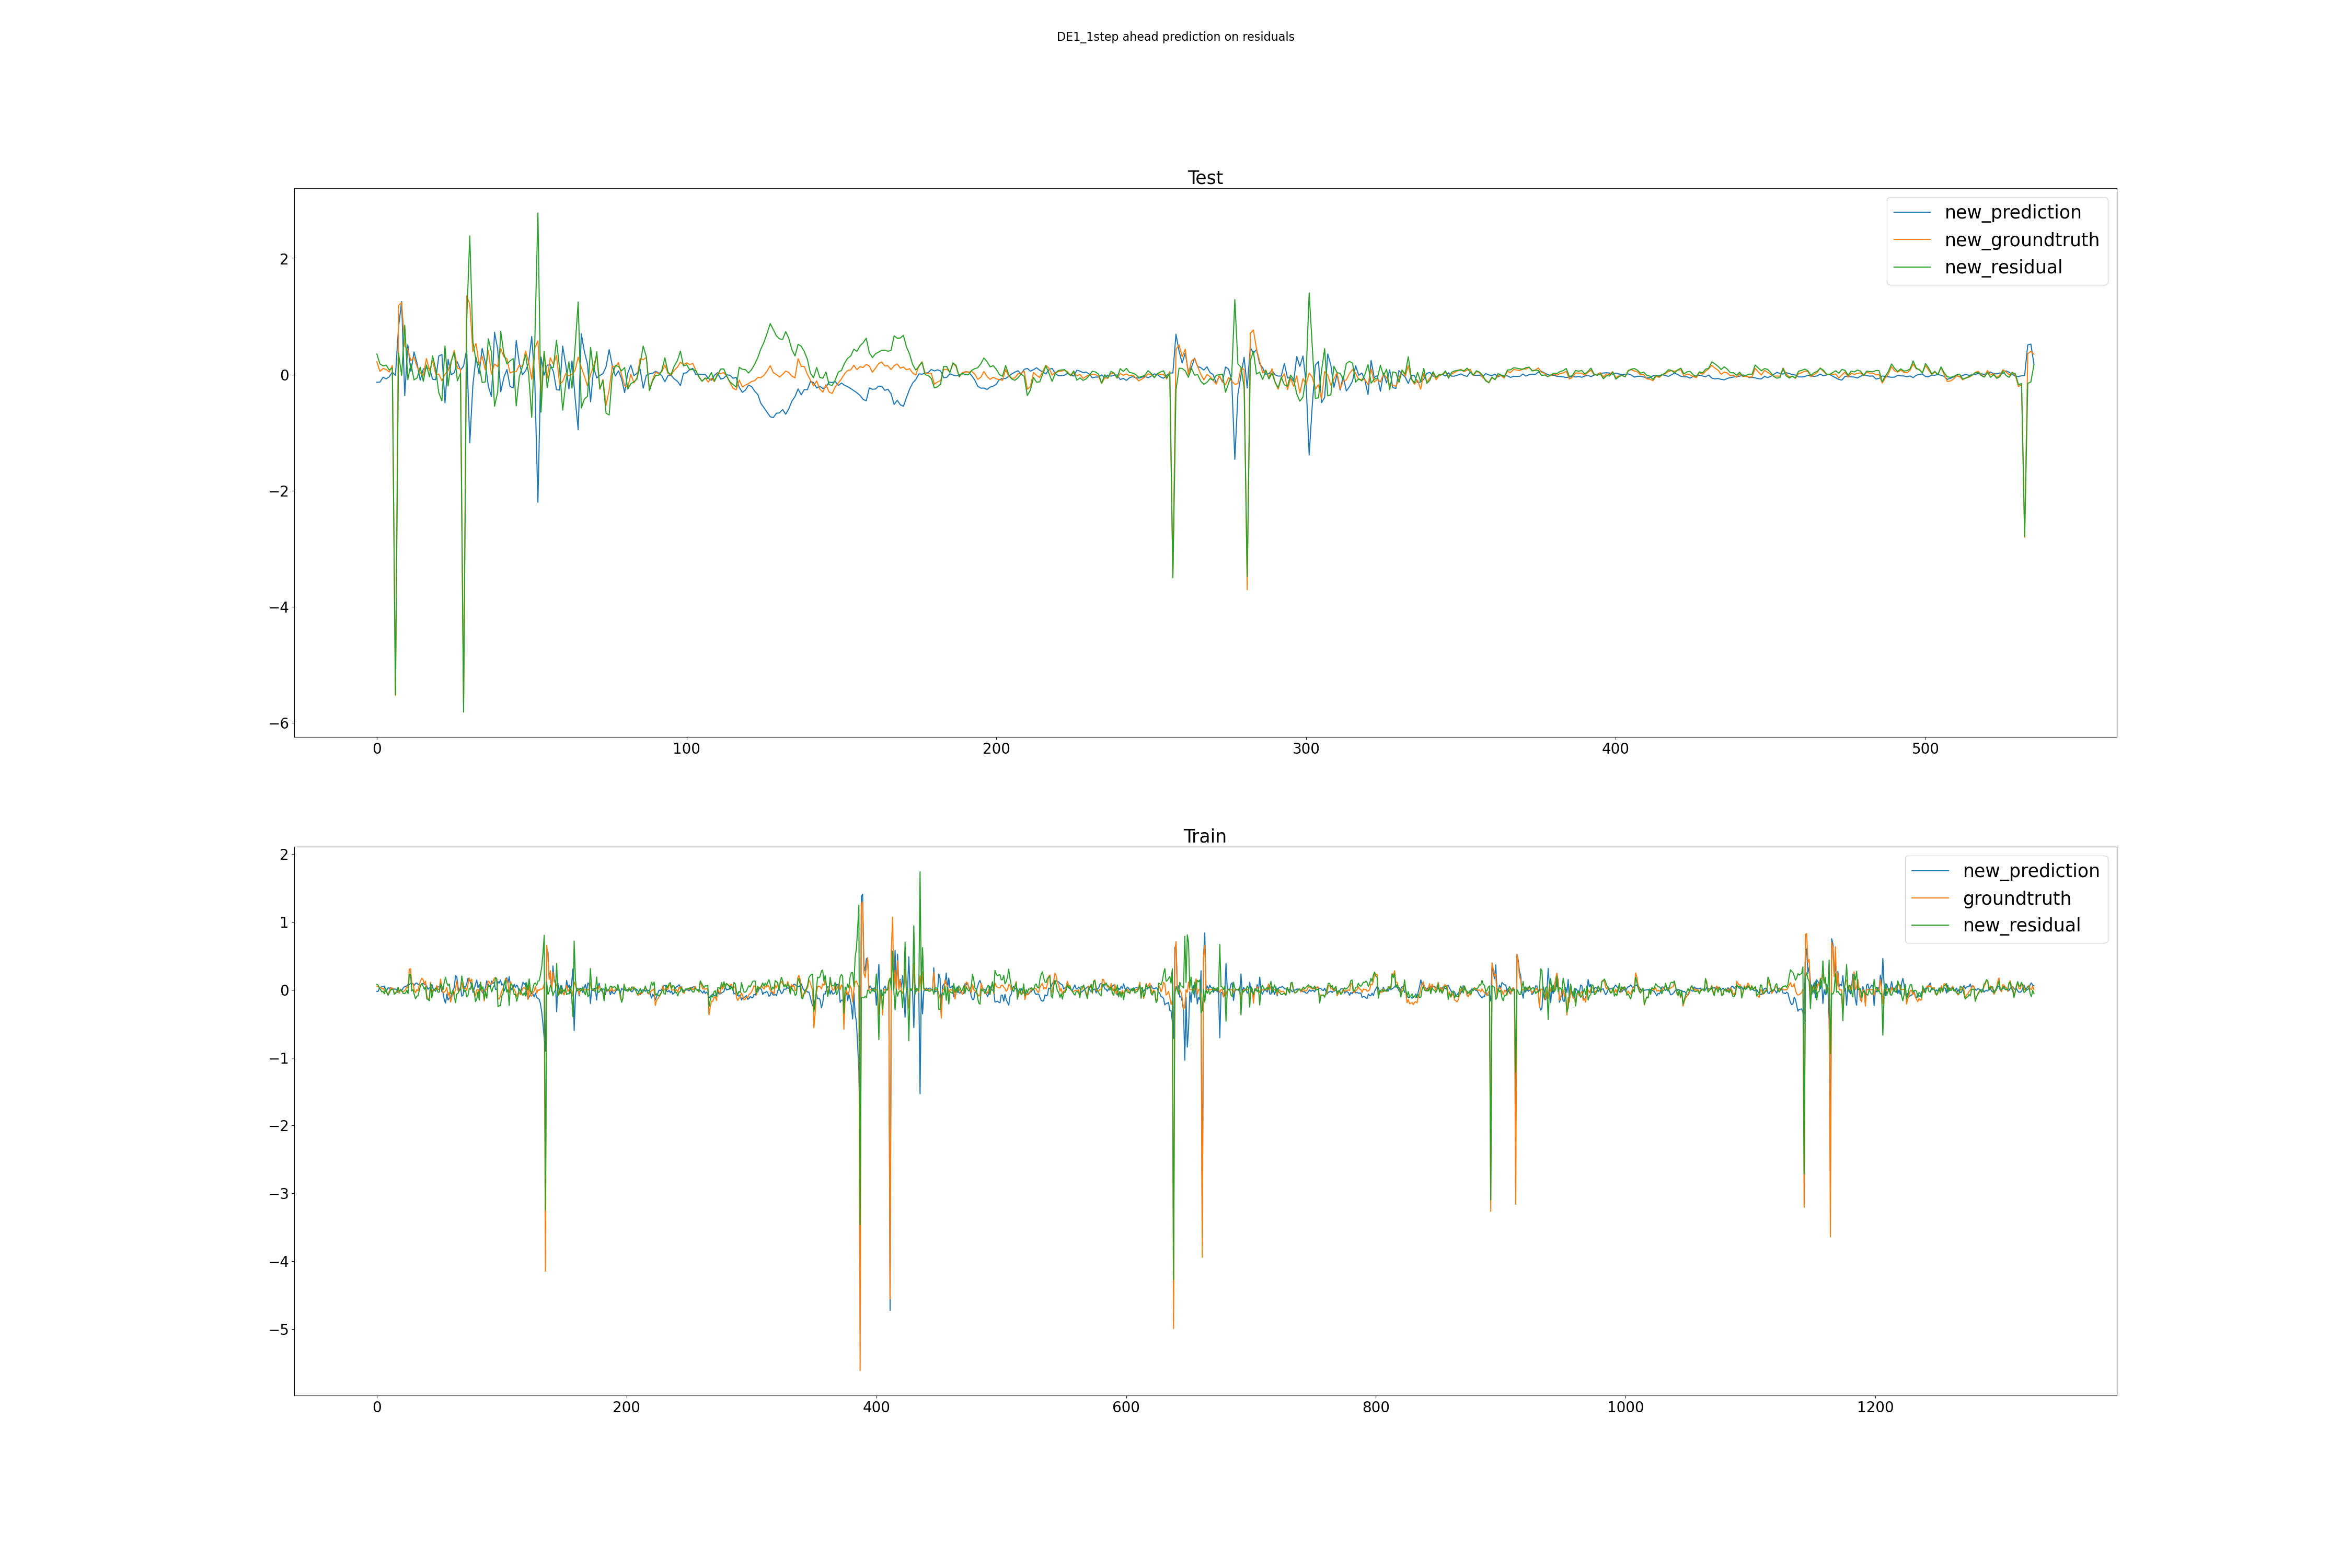 DE1_1step ahead prediction on residuals
Test
new_prediction
new_groundtruth
new_residual
2
0
−2
−4
−6
0 100 200 300 400 500
Train
new_prediction
groundtruth
new_residual
2
1
0
−1
−2
−3
−4
−5
0 200 400 600 800 1000 1200